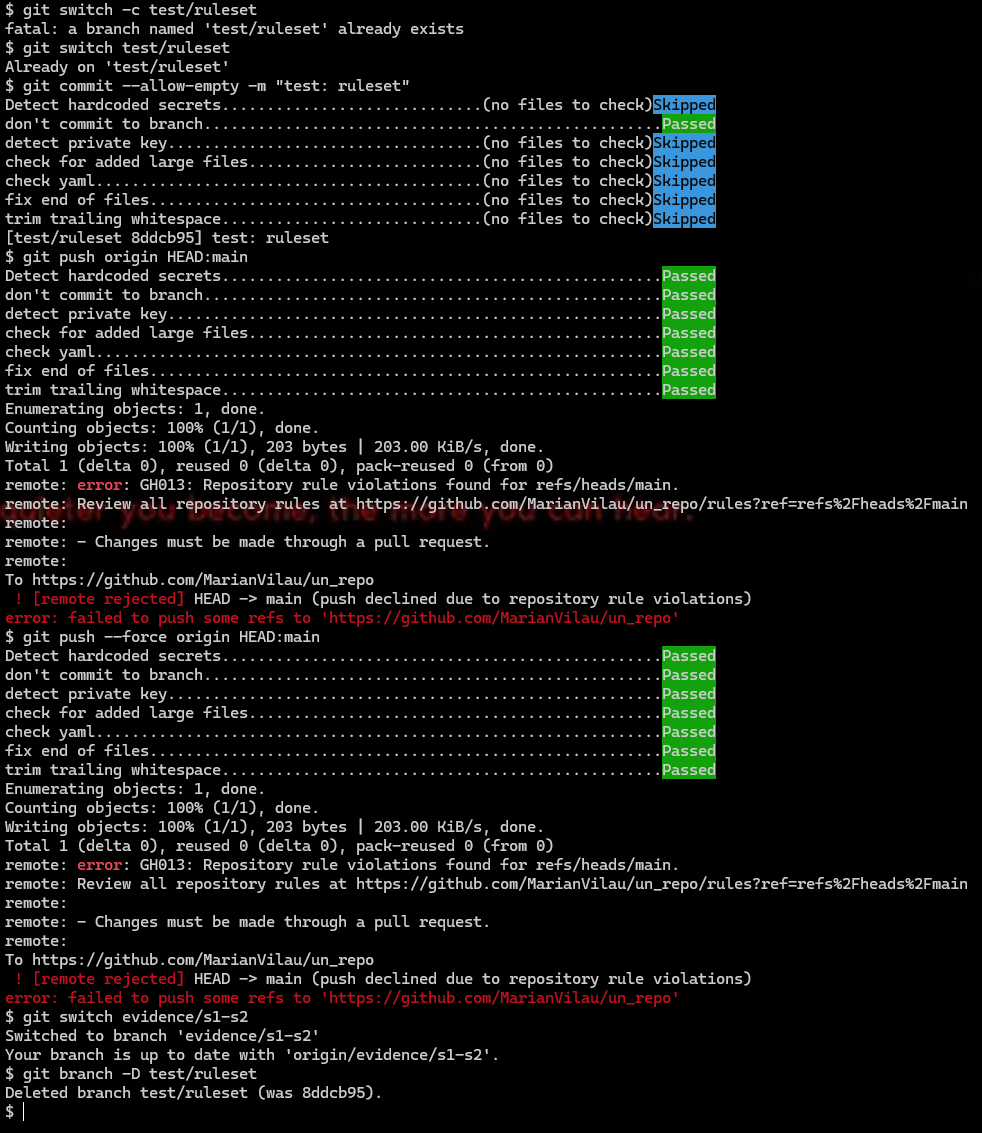 $ git switch -c test/ruleset
fatal: a branch named 'test/ruleset' already exists
$ git switch test/ruleset
Already on 'test/ruleset'
$ git commit --allow-empty -m "test: ruleset"
Detect hardcoded secrets.............................(no files to check)Skipped
don't commit to branch...................................................Passed
detect private key...................................(no files to check)Skipped
check for added large files..........................(no files to check)Skipped
check yaml...........................................(no files to check)Skipped
fix end of files.....................................(no files to check)Skipped
trim trailing whitespace.............................(no files to check)Skipped
[test/ruleset 8ddcb95] test: ruleset
$ git push origin HEAD:main
Detect hardcoded secrets.................................................Passed
don't commit to branch...................................................Passed
detect private key.......................................................Passed
check for added large files..............................................Passed
check yaml...............................................................Passed
fix end of files.........................................................Passed
trim trailing whitespace.................................................Passed
Enumerating objects: 1, done.
Counting objects: 100% (1/1), done.
Writing objects: 100% (1/1), 203 bytes | 203.00 KiB/s, done.
Total 1 (delta 0), reused 0 (delta 0), pack-reused 0 (from 0)
remote: error: GH013: Repository rule violations found for refs/heads/main.
remote: Review all repository rules at https://github.com/MarianVilau/un_repo/rules?ref=refs%2Fheads%2Fmain
you become, the more you can hear.
remote:
remote: - Changes must be made through a pull request.
remote:
To https://github.com/MarianVilau/un_repo
! [remote rejected] HEAD -> main (push declined due to repository rule violations)
error: failed to push some refs to 'https://github.com/MarianVilau/un_repo'
$ git push --force origin HEAD:main
Detect hardcoded secrets.................................................Passed
don't commit to branch...................................................Passed
detect private key.......................................................Passed
check for added large files..............................................Passed
check yaml...............................................................Passed
fix end of files.........................................................Passed
trim trailing whitespace.................................................Passed
Enumerating objects: 1, done.
Counting objects: 100% (1/1), done.
Writing objects: 100% (1/1), 203 bytes | 203.00 KiB/s, done.
Total 1 (delta 0), reused 0 (delta 0), pack-reused 0 (from 0)
remote: error: GH013: Repository rule violations found for refs/heads/main.
remote: Review all repository rules at https://github.com/MarianVilau/un_repo/rules?ref=refs%2Fheads%2Fmain
remote:
remote: - Changes must be made through a pull request.
remote:
To https://github.com/MarianVilau/un_repo
! [remote rejected] HEAD -> main (push declined due to repository rule violations)
error: failed to push some refs to 'https://github.com/MarianVilau/un_repo'
$ git switch evidence/s1-s2
Switched to branch 'evidence/s1-s2'
Your branch is up to date with 'origin/evidence/s1-s2'.
$ git branch -D test/ruleset
Deleted branch test/ruleset (was 8ddcb95).
$